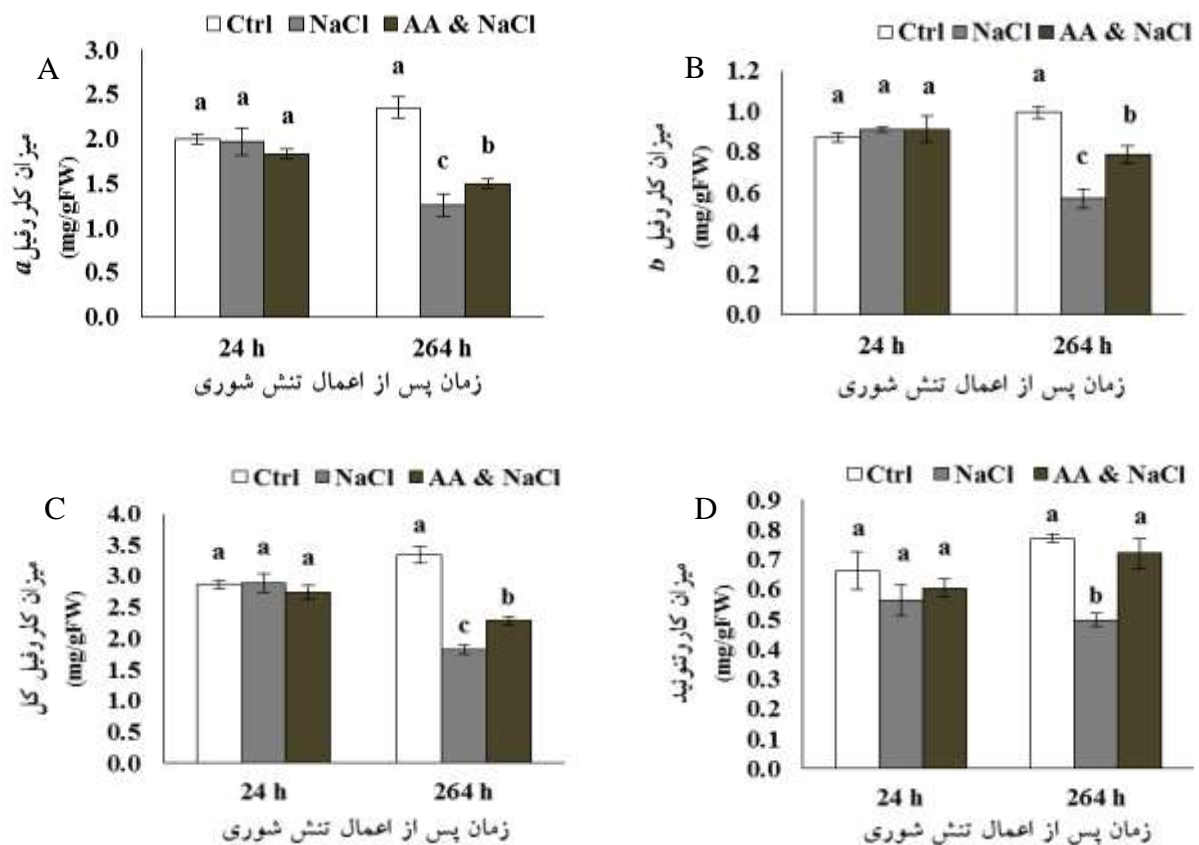 A
Ctrl NaCl AA & NaCl
میزان کلروفیل a
(mg/gFW)
3.0
2.5
2.0
1.5
1.0
0.5
0.0
a a a
a c b
24 h 264 h
زمان پس از اعمال تنش شوری
B
Ctrl NaCl AA & NaCl
میزان کلروفیل b
(mg/gFW)
1.2
1.0
0.8
0.6
0.4
0.2
0.0
a a a
a c b
24 h 264 h
زمان پس از اعمال تنش شوری
C
Ctrl NaCl AA & NaCl
میزان کلروفیل کل
(mg/gFW)
4.0
3.5
3.0
2.5
2.0
1.5
1.0
0.5
0.0
a a a
a c b
24 h 264 h
زمان پس از اعمال تنش شوری
D
Ctrl NaCl AA & NaCl
میزان کاروتنوئید
(mg/gFW)
0.9
0.8
0.7
0.6
0.5
0.4
0.3
0.2
0.1
0.0
a a a
a b a
24 h 264 h
زمان پس از اعمال تنش شوری